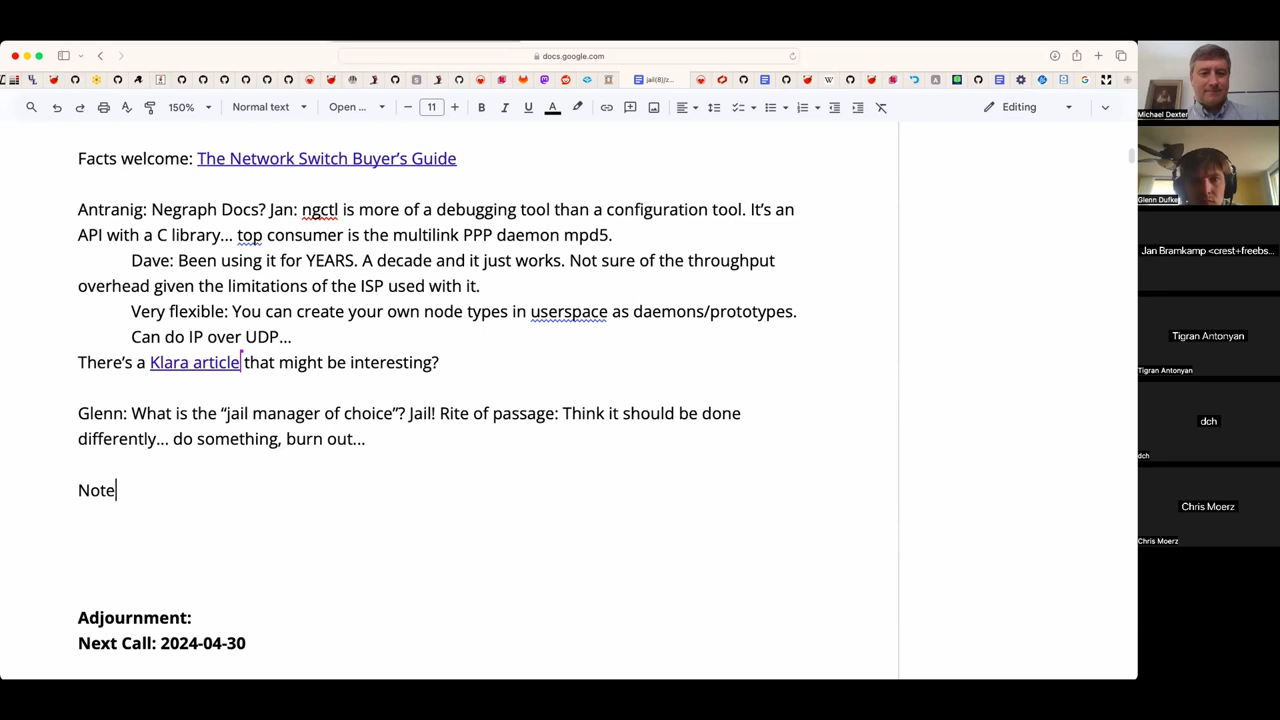 docs.google.com
jail(8)/z...
150%
Normal text
Open ...
11
Editing
Facts welcome: The Network Switch Buyer's Guide
Antranig: Negraph Docs? Jan: ngctl is more of a debugging tool than a configuration tool. It's an
API with a C library... top consumer is the multilink PPP daemon mpd5.
Dave: Been using it for YEARS. A decade and it just works. Not sure of the throughput
overhead given the limitations of the ISP used with it.
Very flexible: You can create your own node types in userspace as daemons/prototypes.
Can do IP over UDP...
There's a Klara article that might be interesting?
Glenn: What is the “jail manager of choice”? Jail! Rite of passage: Think it should be done
differently... do something, burn out...
Note
Adjournment:
Next Call: 2024-04-30
Michael Dexter
Glenn Dufke
Jan Bramkamp <crest+freebs...
Tigran Antonyan
Tigran Antonyan
dch
dch
Chris Moerz
Chris Moerz